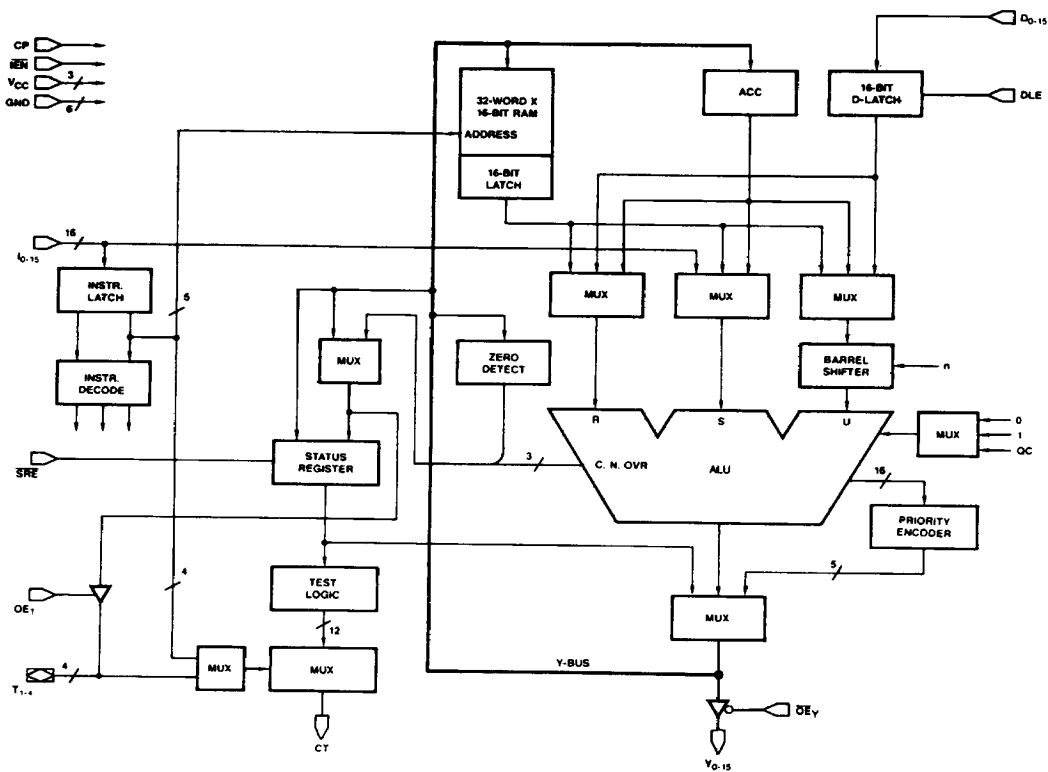 CP
IEN
VCC 3
GND 6
D0-15
32-WORD X
16-BIT RAM
ADDRESS
16-BIT
LATCH
ACC
16-BIT
D-LATCH
DLE
I0-15
16
INSTR.
LATCH
5
INSTR.
DECODE
MUX
MUX
MUX
MUX
ZERO
DETECT
BARREL
SHIFTER
n
R
S
U
MUX
0
1
QC
SRE
STATUS
REGISTER
3
C. N. OVR
ALU
16
PRIORITY
ENCODER
OET
4
TEST
LOGIC
12
5
MUX
T1-4
4
MUX
MUX
Y-BUS
CT
OEY
Y0-15